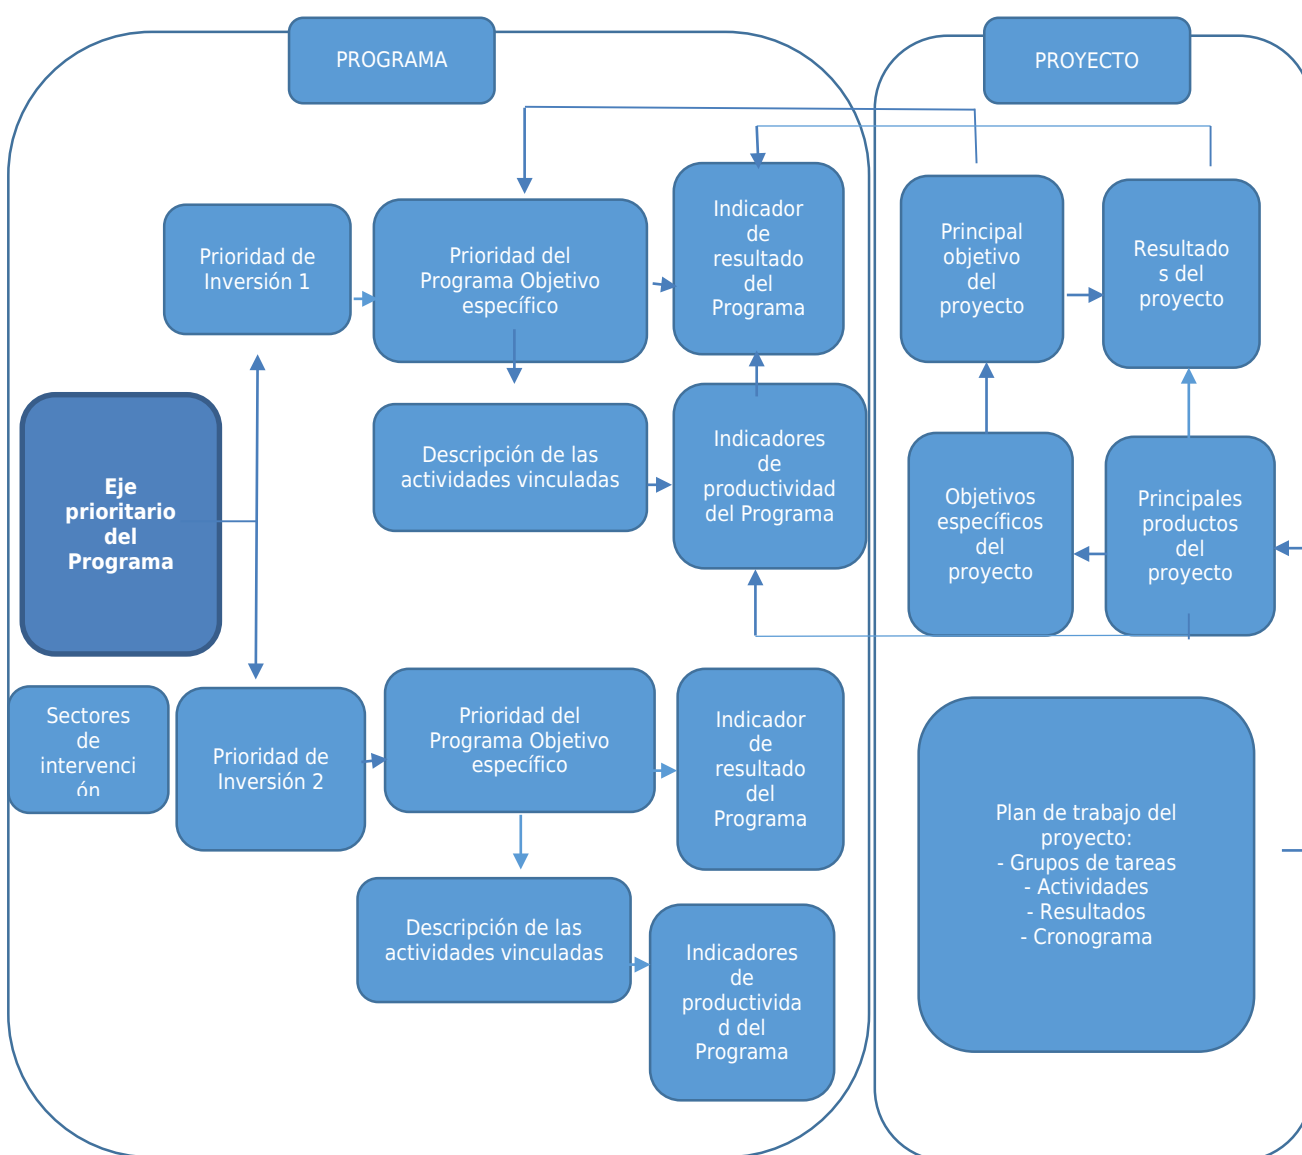 PROGRAMA
PROYECTO
Prioridad de
Inversión 1
Prioridad del
Programa Objetivo
específico
Indicador
de
resultado
del
Programa
Principal
objetivo
del
proyecto
Resultado
s del
proyecto
Eje
prioritario
del
Programa
Descripción de las
actividades vinculadas
Indicadores
de
productividad
del Programa
Objetivos
específicos
del
proyecto
Principales
productos
del
proyecto
Sectores
de
intervenci
ón
Prioridad de
Inversión 2
Prioridad del
Programa Objetivo
específico
Indicador
de
resultado
del
Programa
Plan de trabajo del
proyecto:
- Grupos de tareas
- Actividades
- Resultados
- Cronograma
Descripción de las
actividades vinculadas
Indicadores
de
productivida
d del
Programa